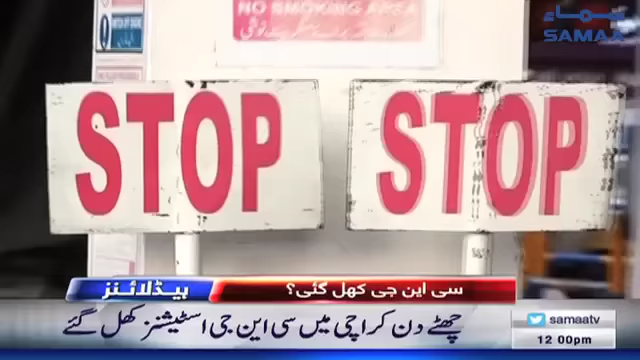 NO SMOKING AREA
سماء
SAMAA
STOP
STOP
سی این جی کھل گئی؟
ہیڈلائنز
چھٹے دن کراچی میں سی این جی اسٹیشنز کھل گئے
samaatv
12:00pm